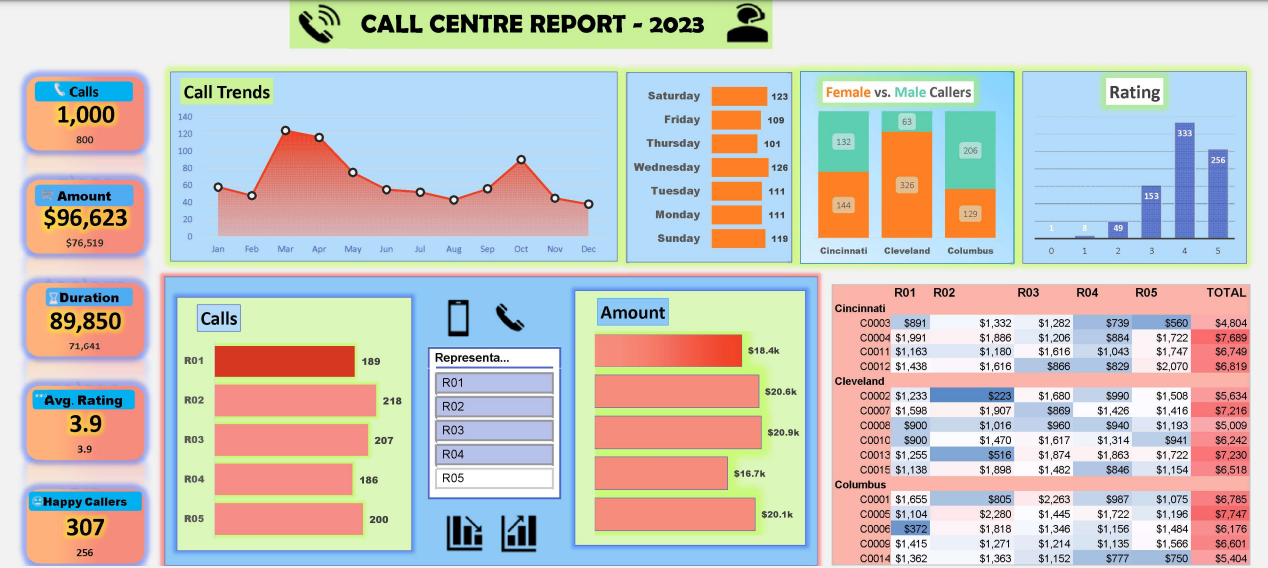 CALL CENTRE REPORT - 2023
Calls
1,000
800
Amount
$96,623
$76,519
Duration
89,850
71,641
Avg. Rating
3.9
3.9
Happy Callers
307
256
Call Trends
140
120
100
80
60
40
20
0
Jan Feb Mar Apr May Jun Jul Aug Sep Oct Nov Dec
Saturday 123
Friday 109
Thursday 101
Wednesday 126
Tuesday 111
Monday 111
Sunday 119
Female vs. Male Callers
132 63 206
144 326 129
Cincinnati Cleveland Columbus
Rating
1 8 49 153 333 256
0 1 2 3 4 5
Calls
R01 189
R02 218
R03 207
R04 186
R05 200
Representa...
R01
R02
R03
R04
R05
Amount
$18.4k
$20.6k
$20.9k
$16.7k
$20.1k
R01 R02 R03 R04 R05 TOTAL
Cincinnati
C0003 $891 $1,332 $1,282 $739 $560 $4,804
C0004 $1,991 $1,886 $1,206 $884 $1,722 $7,689
C0011 $1,163 $1,180 $1,616 $1,043 $1,747 $6,749
C0012 $1,438 $1,616 $866 $829 $2,070 $6,819
Cleveland
C0002 $1,233 $223 $1,680 $990 $1,508 $5,634
C0007 $1,598 $1,907 $869 $1,426 $1,416 $7,216
C0008 $900 $1,016 $960 $940 $1,193 $5,009
C0010 $900 $1,470 $1,617 $1,314 $941 $6,242
C0013 $1,255 $516 $1,874 $1,863 $1,722 $7,230
C0015 $1,138 $1,898 $1,482 $846 $1,154 $6,518
Columbus
C0001 $1,655 $805 $2,263 $987 $1,075 $6,785
C0005 $1,104 $2,280 $1,445 $1,722 $1,196 $7,747
C0006 $372 $1,818 $1,346 $1,156 $1,484 $6,176
C0009 $1,415 $1,271 $1,214 $1,135 $1,566 $6,601
C0014 $1,362 $1,363 $1,152 $777 $750 $5,404